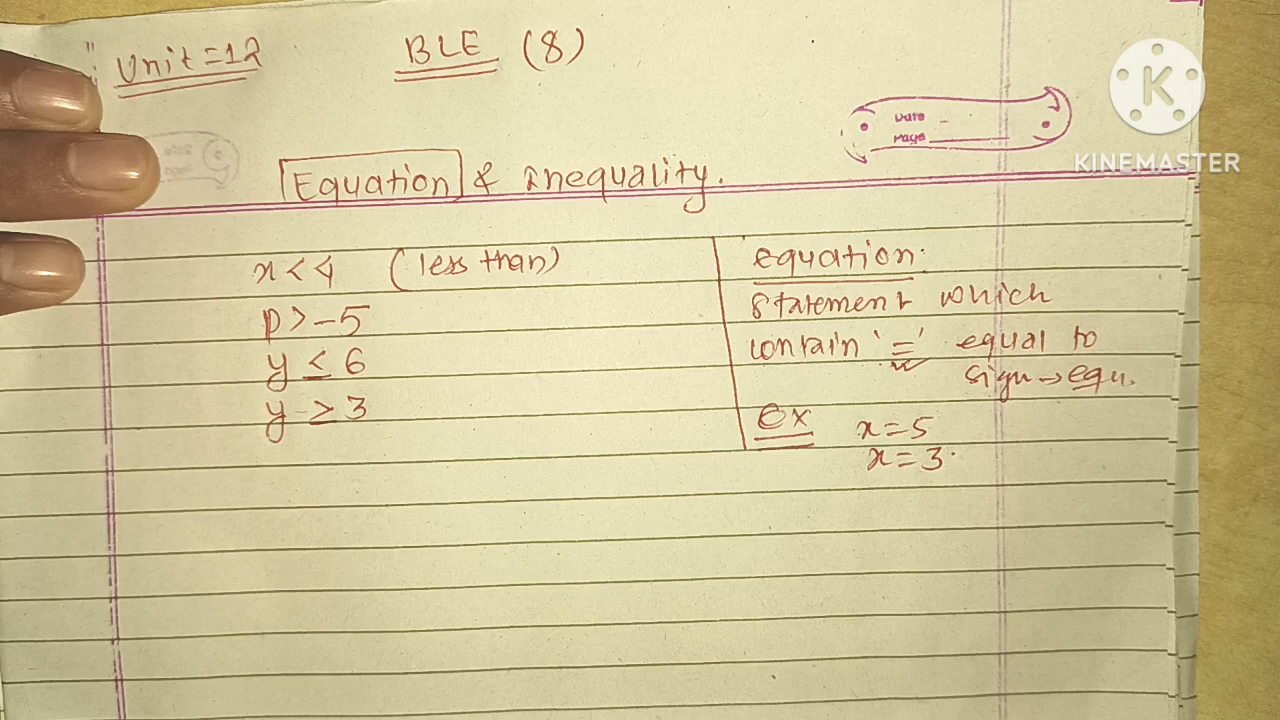 Unit=12
BLE (8)
Date
Page
K
KINEMASTER
Equation & Inequality.
x < 4 (less than)
p > -5
y ≤ 6
y ≥ 3
equation:
statement which
contain '=' equal to
sign → equ.
Ex x=5
x=3.